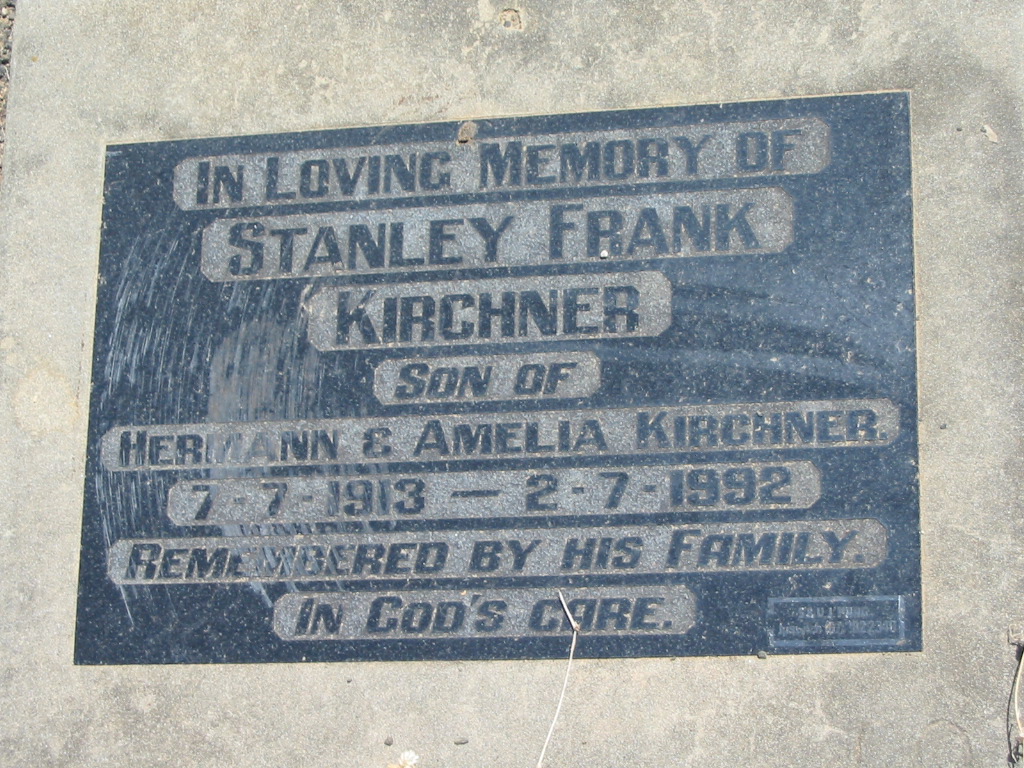 IN LOVING MEMORY OF
STANLEY FRANK
KIRCHNER
SON OF
HERMANN & AMELIA KIRCHNER.
7-7-1913 — 2-7-1992
REMEMBERED BY HIS FAMILY.
IN GOD'S CARE.